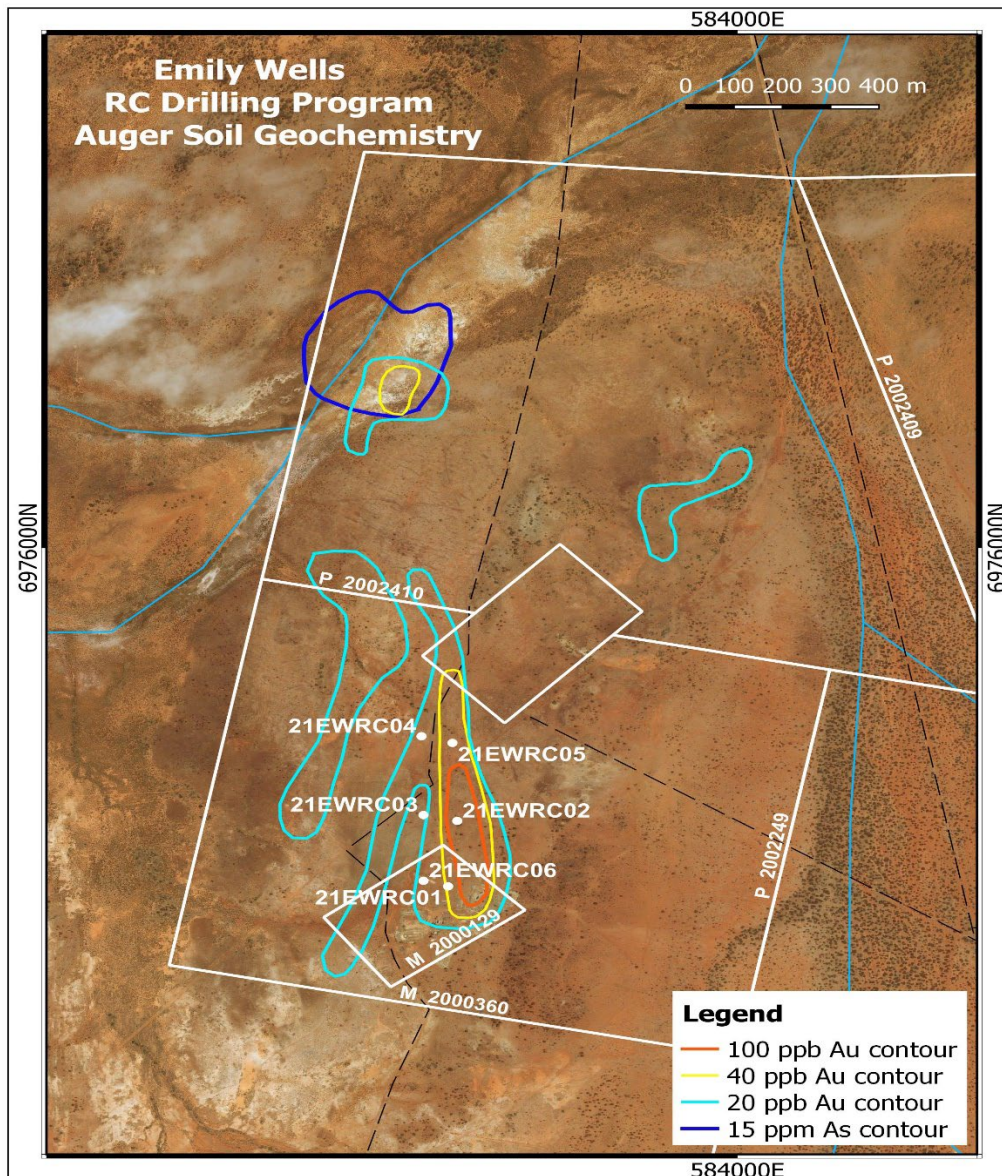 584000E
Emily Wells
RC Drilling Program
Auger Soil Geochemistry
0 100 200 300 400 m
P 2002409
6976000N
6976000N
P 2002410
21EWRC04
21EWRC05
21EWRC03
21EWRC02
21EWRC06
21EWRC01
P 2002249
M 2000129
M 2000360
Legend
100 ppb Au contour
40 ppb Au contour
20 ppb Au contour
15 ppm As contour
584000E